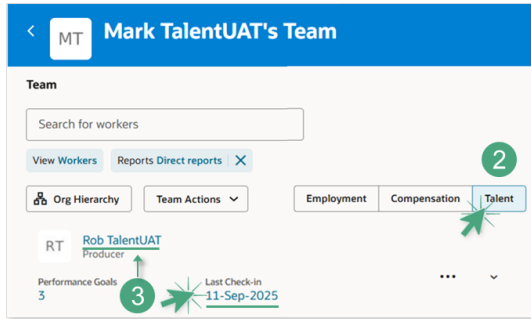 MT
Mark TalentUAT's Team
Team
Search for workers
View Workers Reports Direct reports X
2
Org Hierarchy Team Actions Employment Compensation Talent
RT Rob TalentUAT
Producer
Performance Goals Last Check-in
3 3 11-Sep-2025